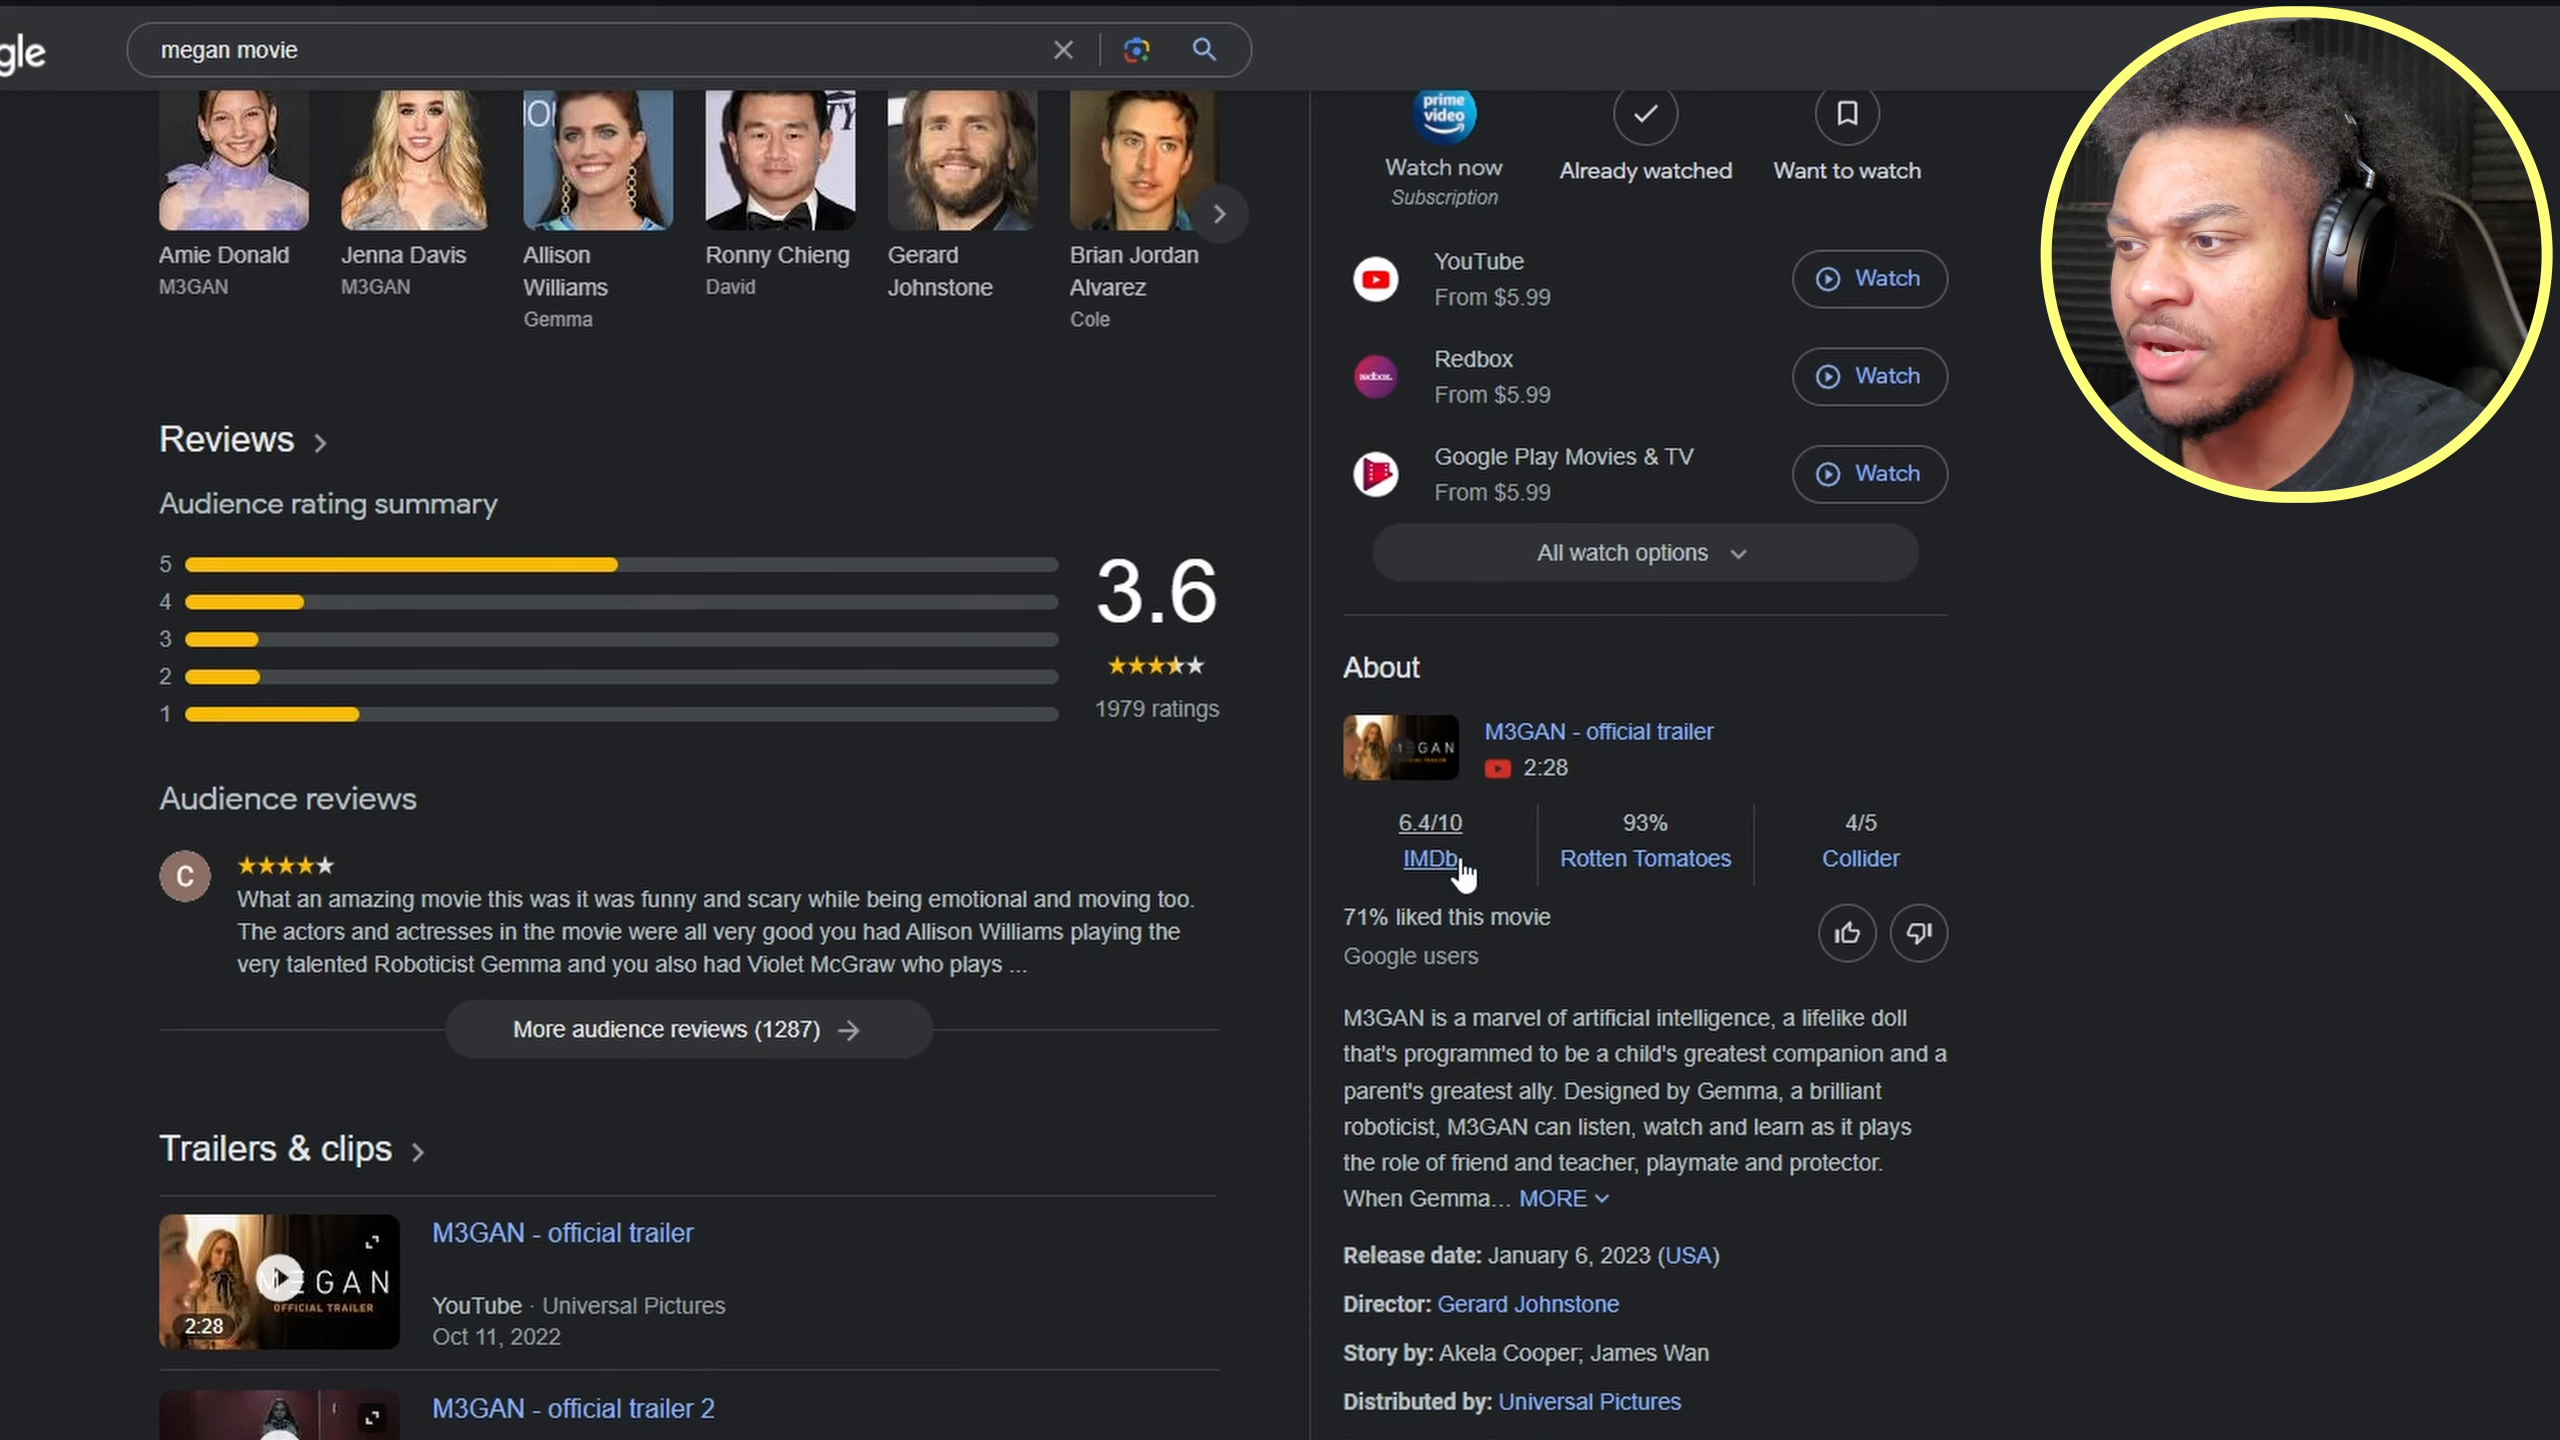 gle
megan movie
Amie Donald
M3GAN
Jenna Davis
M3GAN
Allison
Williams
Gemma
Ronny Chieng
David
Gerard
Johnstone
Brian Jordan
Alvarez
Cole
Reviews
Audience rating summary
5
4
3
2
1
3.6
1979 ratings
Audience reviews
C
What an amazing movie this was it was funny and scary while being emotional and moving too.
The actors and actresses in the movie were all very good you had Allison Williams playing the
very talented Roboticist Gemma and you also had Violet McGraw who plays ...
More audience reviews (1287)
Trailers & clips
MEGAN
OFFICIAL TRAILER
2:28
M3GAN - official trailer
YouTube · Universal Pictures
Oct 11, 2022
M3GAN - official trailer 2
prime
video
Watch now
Subscription
Already watched
Want to watch
YouTube
From $5.99
Watch
redbox.
Redbox
From $5.99
Watch
Google Play Movies & TV
From $5.99
Watch
All watch options
About
MEGAN
M3GAN - official trailer
2:28
6.4/10
IMDb
93%
Rotten Tomatoes
4/5
Collider
71% liked this movie
Google users
M3GAN is a marvel of artificial intelligence, a lifelike doll
that's programmed to be a child's greatest companion and a
parent's greatest ally. Designed by Gemma, a brilliant
roboticist, M3GAN can listen, watch and learn as it plays
the role of friend and teacher, playmate and protector.
When Gemma... MORE
Release date: January 6, 2023 (USA)
Director: Gerard Johnstone
Story by: Akela Cooper; James Wan
Distributed by: Universal Pictures